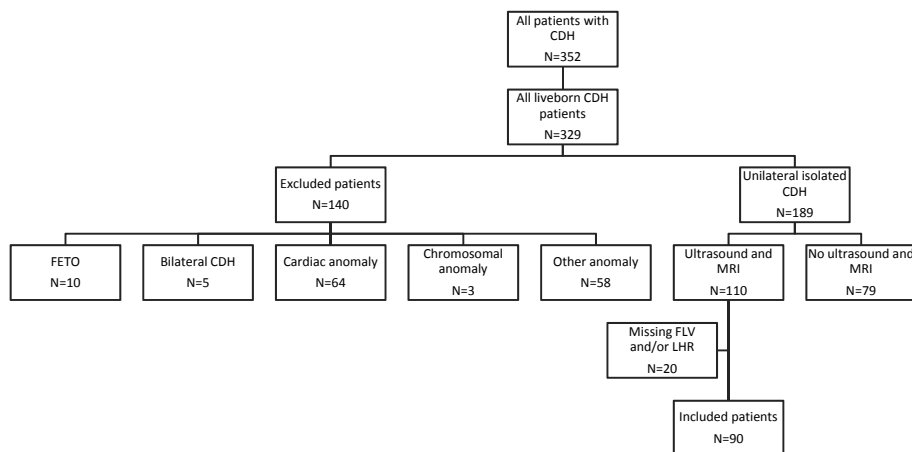 All patients with
CDH
N=352
All liveborn CDH
patients
N=329
Excluded patients
N=140
Unilateral isolated
CDH
N=189
FETO
N=10
Bilateral CDH
N=5
Cardiac anomaly
N=64
Chromosomal
anomaly
N=3
Other anomaly
N=58
Ultrasound and
MRI
N=110
No ultrasound and
MRI
N=79
Missing FLV
and/or LHR
N=20
Included patients
N=90